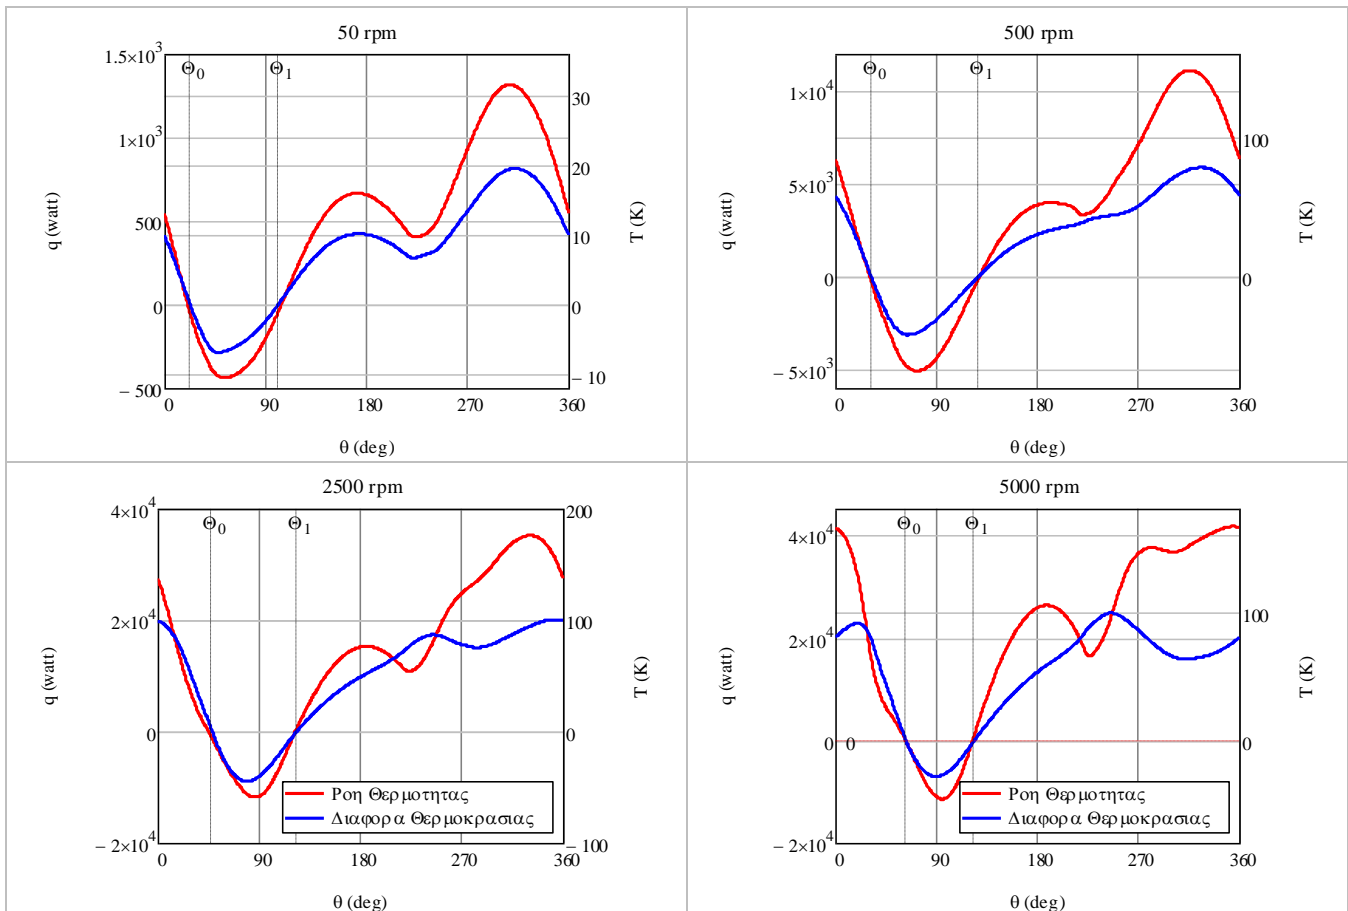 50 rpm
1.5×10³
Θ₀
Θ₁
30
1×10³
20
q (watt)
T (K)
500
10
0
0
− 500
− 10
0 90 180 270 360
θ (deg)
500 rpm
Θ₀
Θ₁
1×10⁴
100
5×10³
q (watt)
T (K)
0
0
− 5×10³
0 90 180 270 360
θ (deg)
2500 rpm
4×10⁴
200
Θ₀
Θ₁
2×10⁴
100
q (watt)
T (K)
0
0
Ροη Θερμοτητας
Διαφορα Θερμοκρασιας
− 2×10⁴
− 100
0 90 180 270 360
θ (deg)
5000 rpm
Θ₀
Θ₁
4×10⁴
2×10⁴
100
q (watt)
T (K)
0 0
0
Ροη Θερμοτητας
Διαφορα Θερμοκρασιας
− 2×10⁴
0 90 180 270 360
θ (deg)